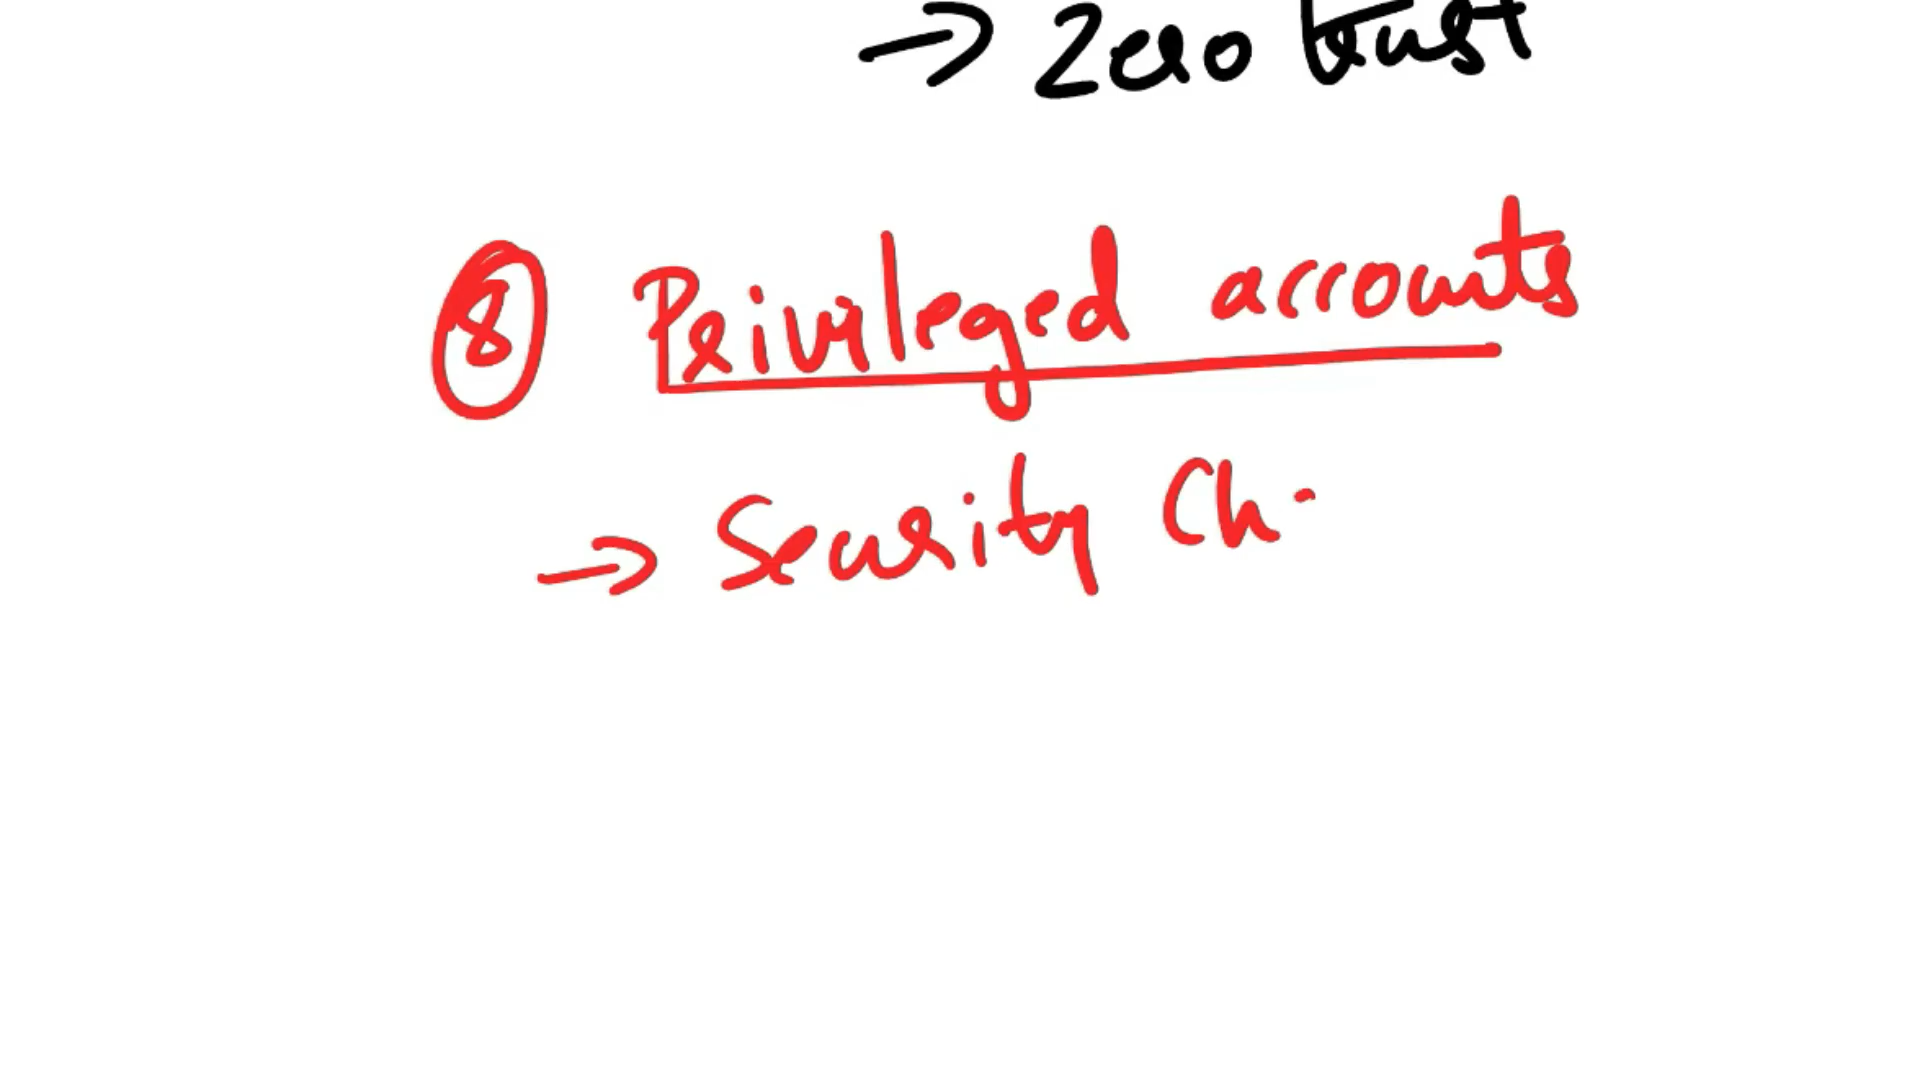 → Zero trust
⑧ Privileged accounts
→ Security Ch